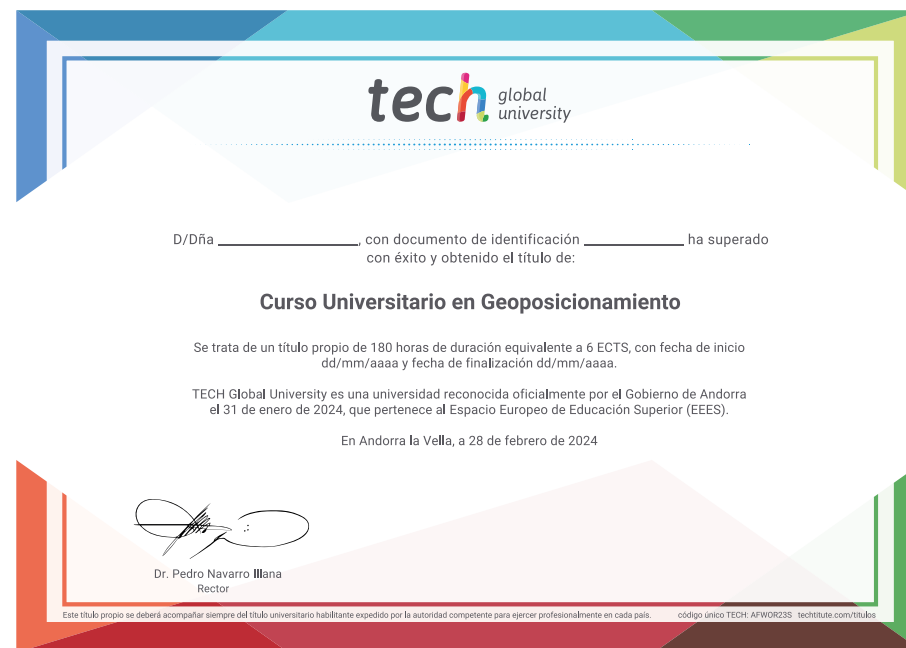 tech global university
D/Dña ______________, con documento de identificación __________ ha superado
con éxito y obtenido el título de:
Curso Universitario en Geoposicionamiento
Se trata de un título propio de 180 horas de duración equivalente a 6 ECTS, con fecha de inicio
dd/mm/aaaa y fecha de finalización dd/mm/aaaa.
TECH Global University es una universidad reconocida oficialmente por el Gobierno de Andorra
el 31 de enero de 2024, que pertenece al Espacio Europeo de Educación Superior (EEES).
En Andorra la Vella, a 28 de febrero de 2024
Dr. Pedro Navarro Illana
Rector
Este título propio se deberá acompañar siempre del título universitario habilitante expedido por la autoridad competente para ejercer profesionalmente en cada país. código único TECH: AFWOR23S techtitute.com/titulos